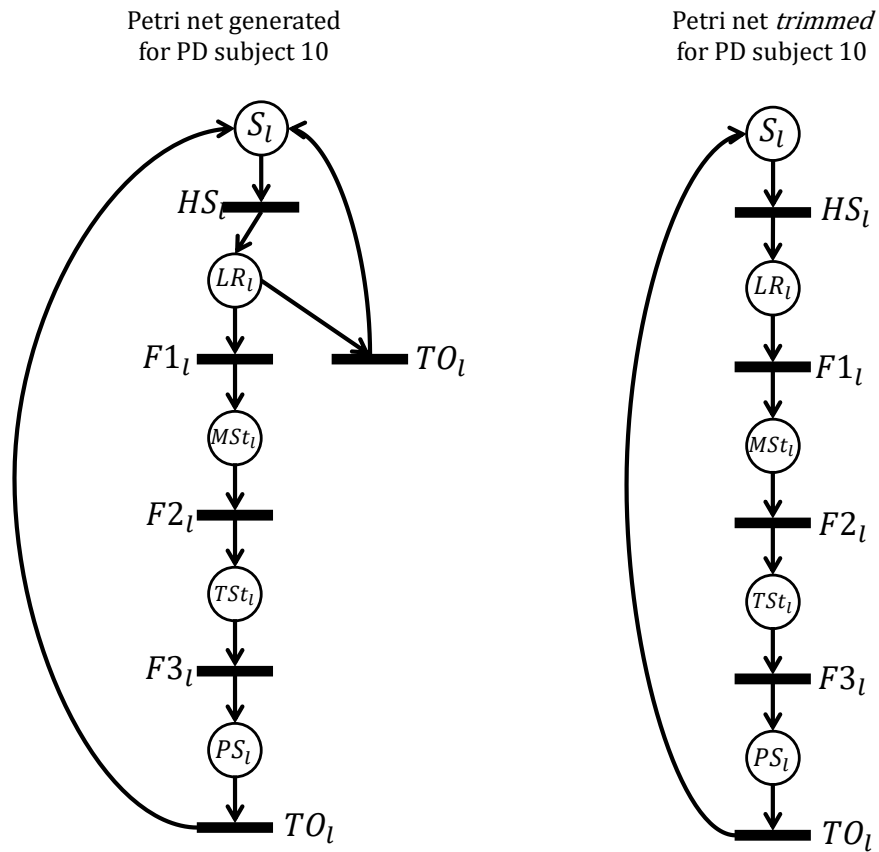 Petri net generated
for PD subject 10
S_l
HS_l
LR_l
F1_l
TO_l
MSt_l
F2_l
TSt_l
F3_l
PS_l
TO_l
Petri net trimmed
for PD subject 10
S_l
HS_l
LR_l
F1_l
MSt_l
F2_l
TSt_l
F3_l
PS_l
TO_l